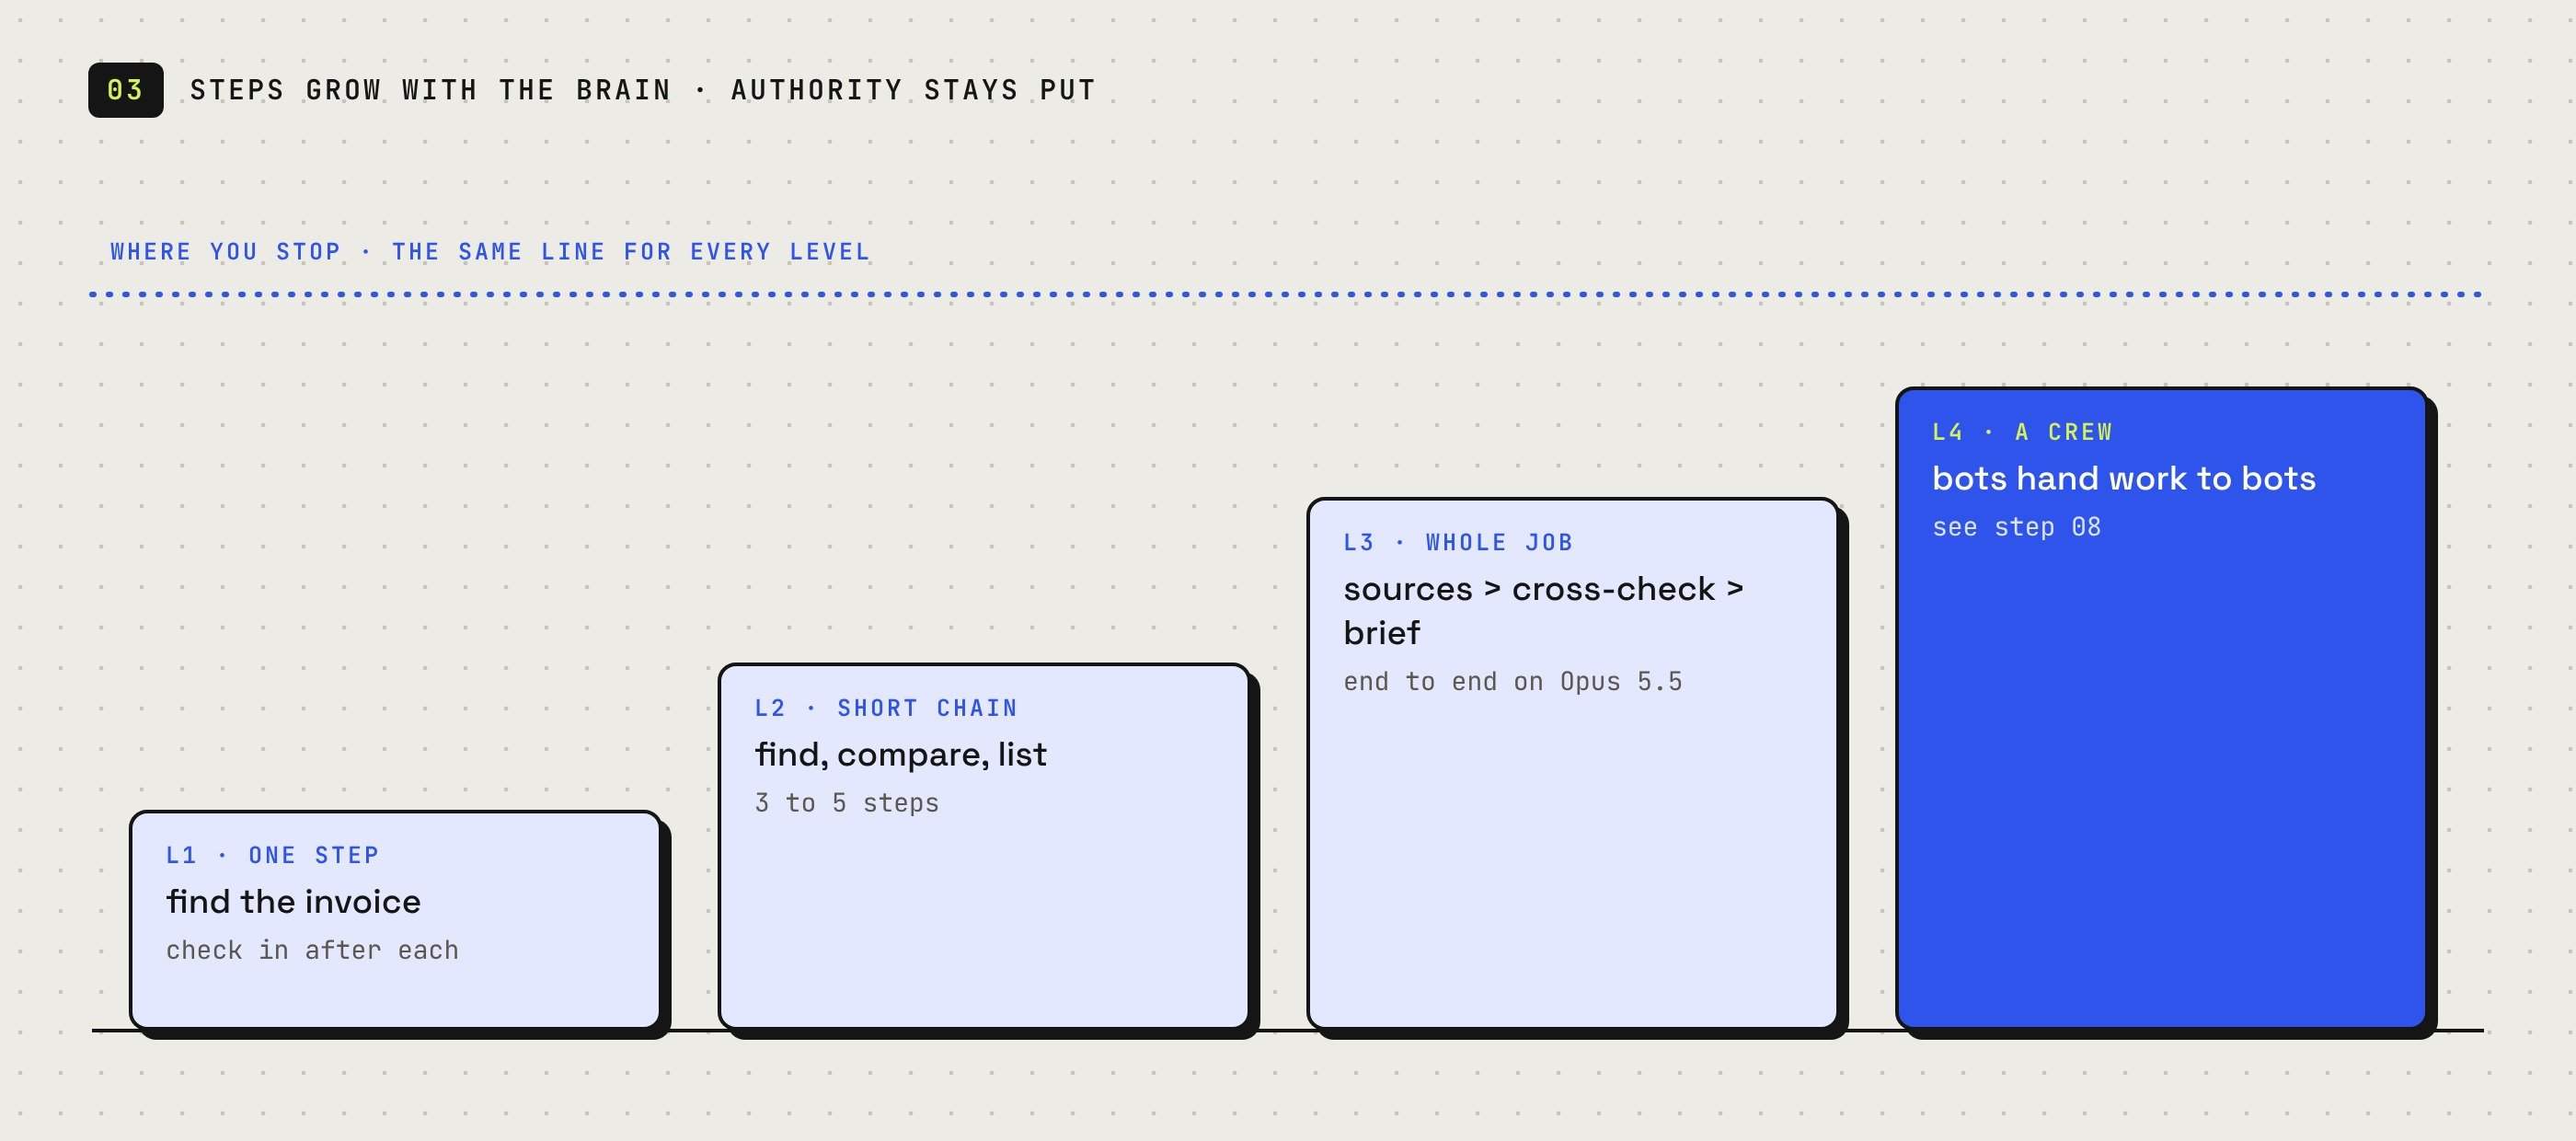 03
STEPS GROW WITH THE BRAIN · AUTHORITY STAYS PUT
WHERE YOU STOP · THE SAME LINE FOR EVERY LEVEL
L1 · ONE STEP
find the invoice
check in after each
L2 · SHORT CHAIN
find, compare, list
3 to 5 steps
L3 · WHOLE JOB
sources > cross-check >
brief
end to end on Opus 5.5
L4 · A CREW
bots hand work to bots
see step 08